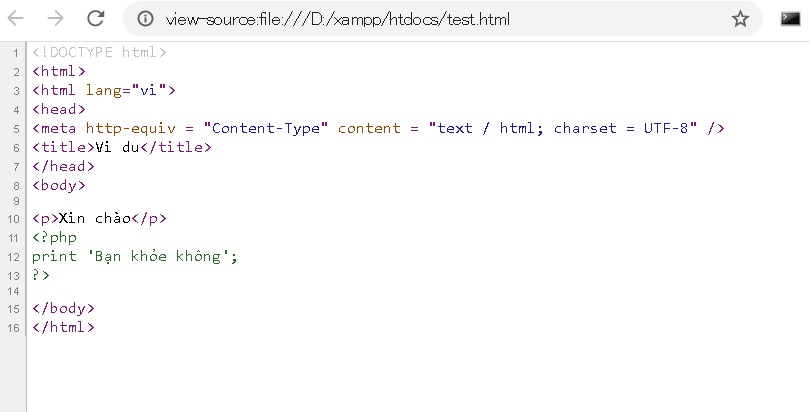 view-source:file:///D:/xampp/htdocs/test.html
1 <!DOCTYPE html>
2 <html>
3 <html lang="vi">
4 <head>
5 <meta http-equiv = "Content-Type" content = "text / html; charset = UTF-8" />
6 <title>Vi du</title>
7 </head>
8 <body>
9
10 <p>Xin chào</p>
11 <?php
12 print 'Bạn khỏe không';
13 ?>
14
15 </body>
16 </html>